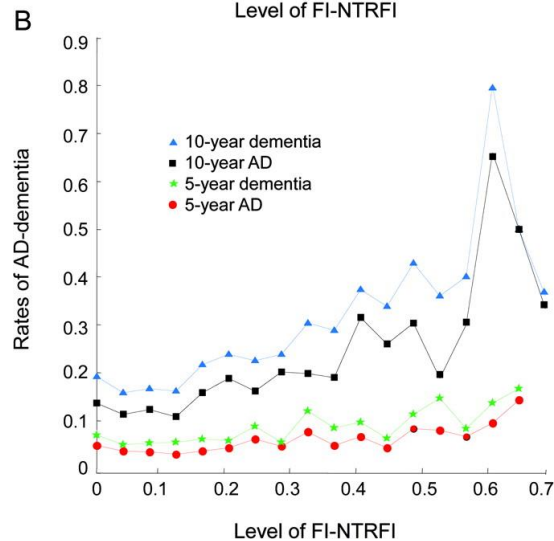 B
Level of FI-NTRFI
0.9
0.8
0.7
0.6
0.5
0.4
0.3
0.2
0.1
0
Rates of AD-dementia
10-year dementia
10-year AD
5-year dementia
5-year AD
0 0.1 0.2 0.3 0.4 0.5 0.6 0.7
Level of FI-NTRFI